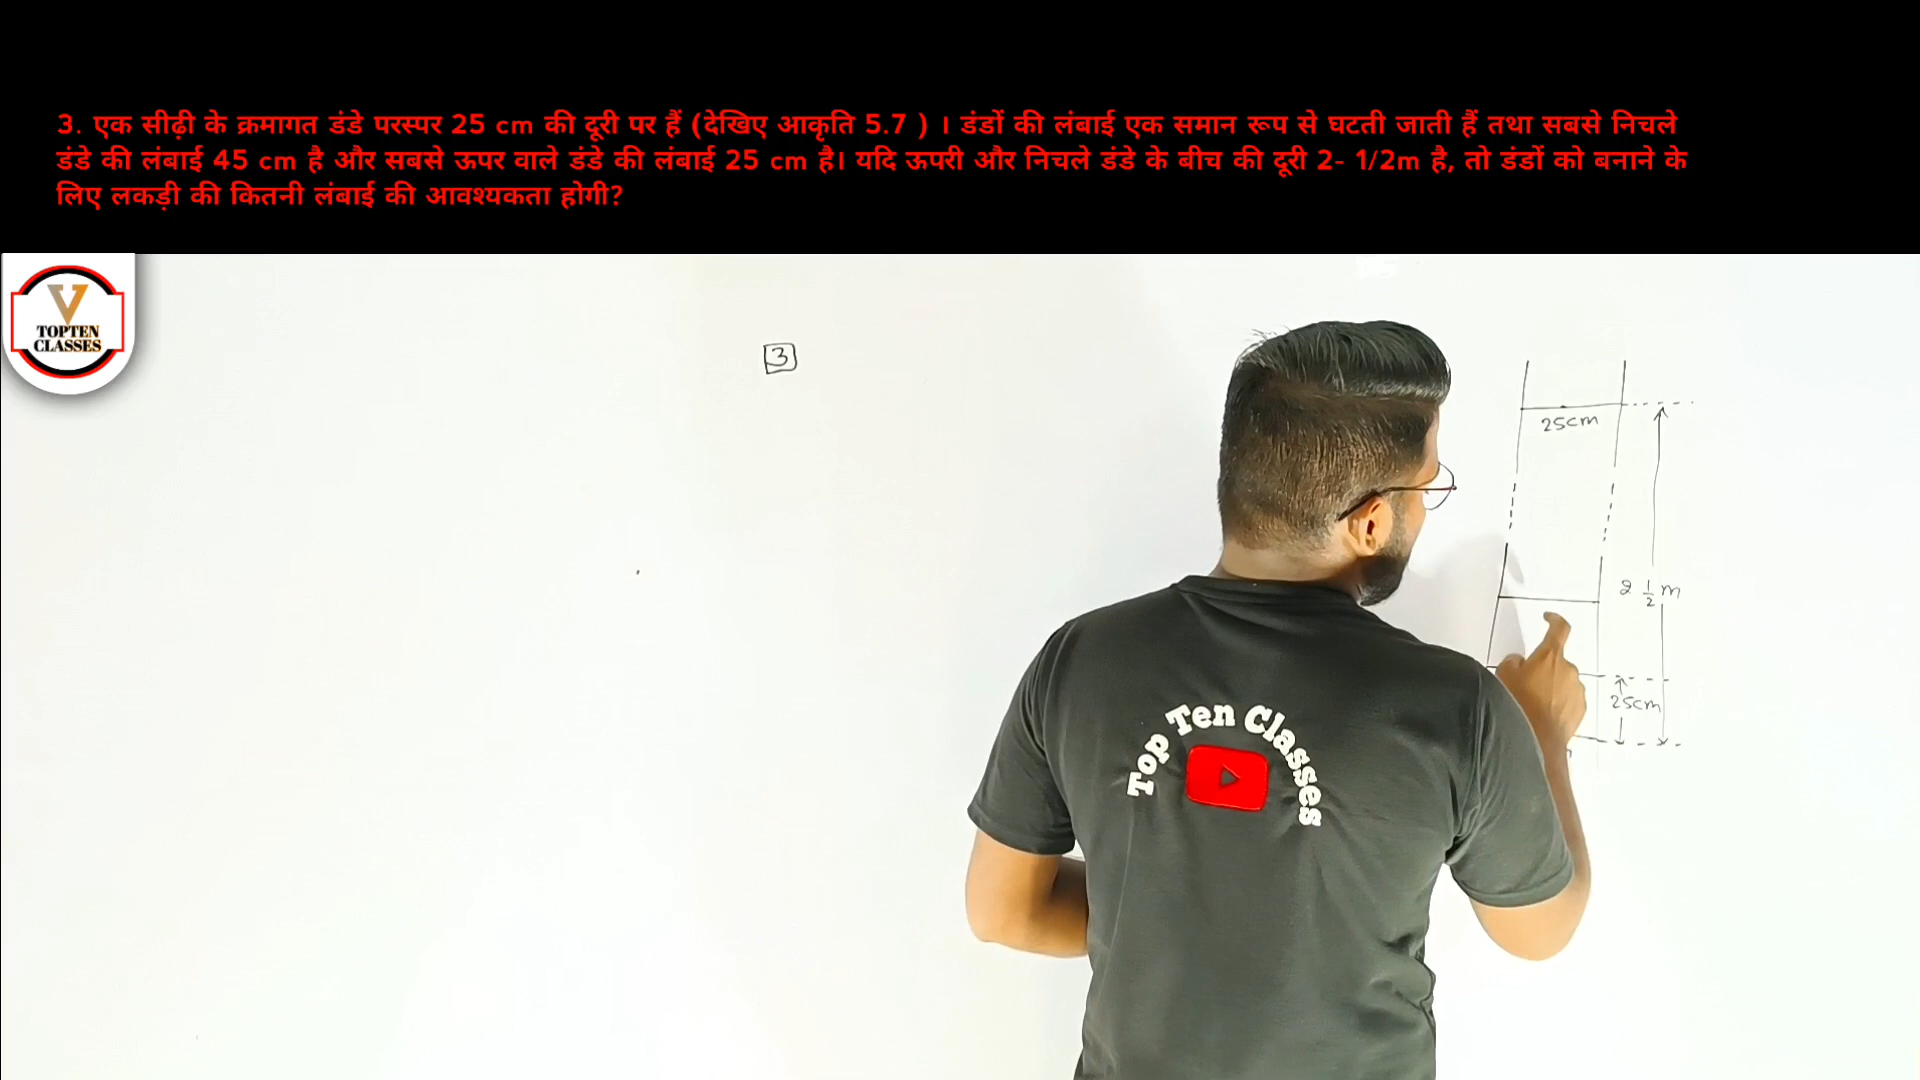 3. एक सीढ़ी के क्रमागत डंडे परस्पर 25 cm की दूरी पर हैं (देखिए आकृति 5.7 ) । डंडों की लंबाई एक समान रूप से घटती जाती हैं तथा सबसे निचले
डंडे की लंबाई 45 cm है और सबसे ऊपर वाले डंडे की लंबाई 25 cm है। यदि ऊपरी और निचले डंडे के बीच की दूरी 2- 1/2m है, तो डंडों को बनाने के
लिए लकड़ी की कितनी लंबाई की आवश्यकता होगी?
V
TOPTEN
CLASSES
3
25cm
2 1/2 m
25cm
Top Ten Classes